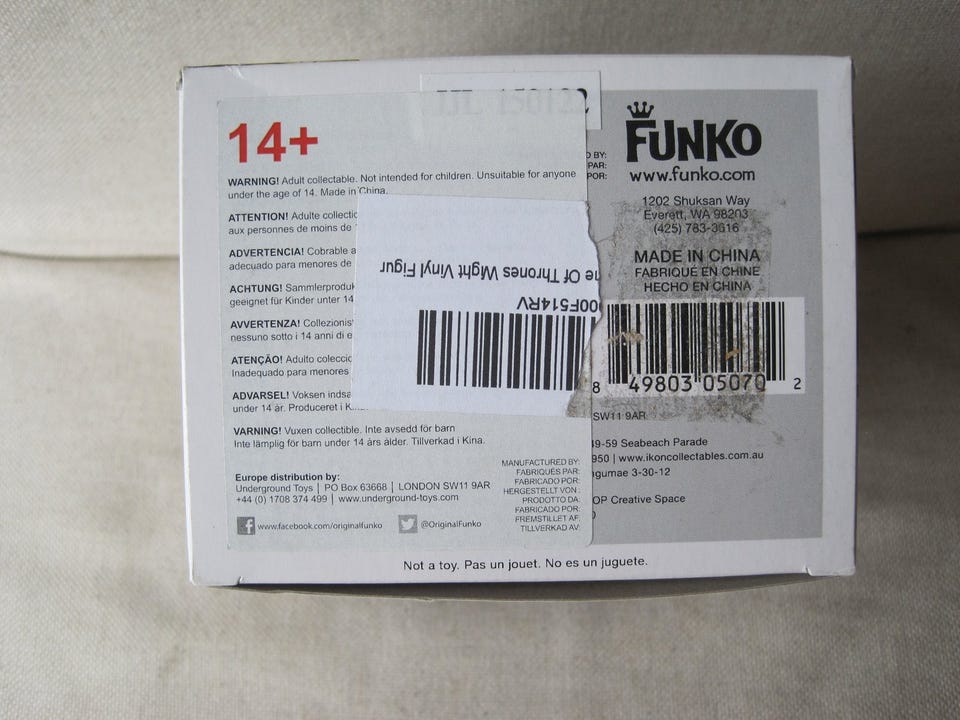 JJL 150122
14+
WARNING! Adult collectable. Not intended for children. Unsuitable for anyone
under the age of 14. Made in China.
ATTENTION! Adulte collectio
aux personnes de moins de
ADVERTENCIA! Cobrable a
adecuado para menores de
ACHTUNG! Sammlerproduk
geeignet für Kinder unter 14
AVVERTENZA! Collezionis
nessuno sotto i 14 anni di e
ATENÇÃO! Adulto colecció
Inadequado para menores
ADVARSEL! Voksen indsa
under 14 år. Produceret i K
VARNING! Vuxen collectible. Inte avsedd för barn
Inte lämplig för barn under 14 års ålder. Tillverkad i Kina.
Europe distribution by:
Underground Toys | PO Box 63668 | LONDON SW11 9AR
+44 (0) 1708 374 499 | www.underground-toys.com
www.facebook.com/originalfunko
@OriginalFunko
MANUFACTURED BY:
FABRIQUÉS PAR:
FABRICADO POR:
HERGESTELLT VON :
PRODOTTO DA:
FABRICADO POR:
FREMSTILLET AF:
TILLVERKAD AV:
ne Of Thrones Wight Vinyl Figur
00F514RV
D BY:
PAR:
POR:
FUNKO
www.funko.com
1202 Shuksan Way
Everett, WA 98203
(425) 783-3616
MADE IN CHINA
FABRIQUÉ EN CHINE
HECHO EN CHINA
8 49803 05070 2
SW11 9AR
49-59 Seabeach Parade
950 | www.ikoncollectables.com.au
ngumae 3-30-12
OP Creative Space
Not a toy. Pas un jouet. No es un juguete.